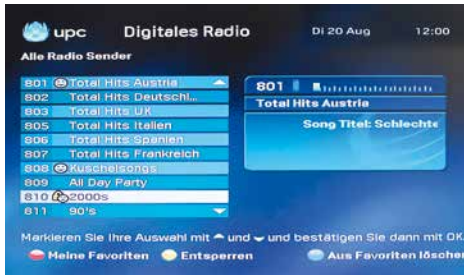 upc Digitales Radio Di 20 Aug 12:00
Alle Radio Sender
801 Total Hits Austria
802 Total Hits Deutschl...
803 Total Hits UK
805 Total Hits Italien
806 Total Hits Spanien
807 Total Hits Frankreich
808 Kuschelsongs
809 All Day Party
810 2000s
811 90's
801
Total Hits Austria
Song Titel: Schlechte
Markieren Sie Ihre Auswahl mit und und bestätigen Sie dann mit OK
Meine Favoriten Entsperren Aus Favoriten löschen